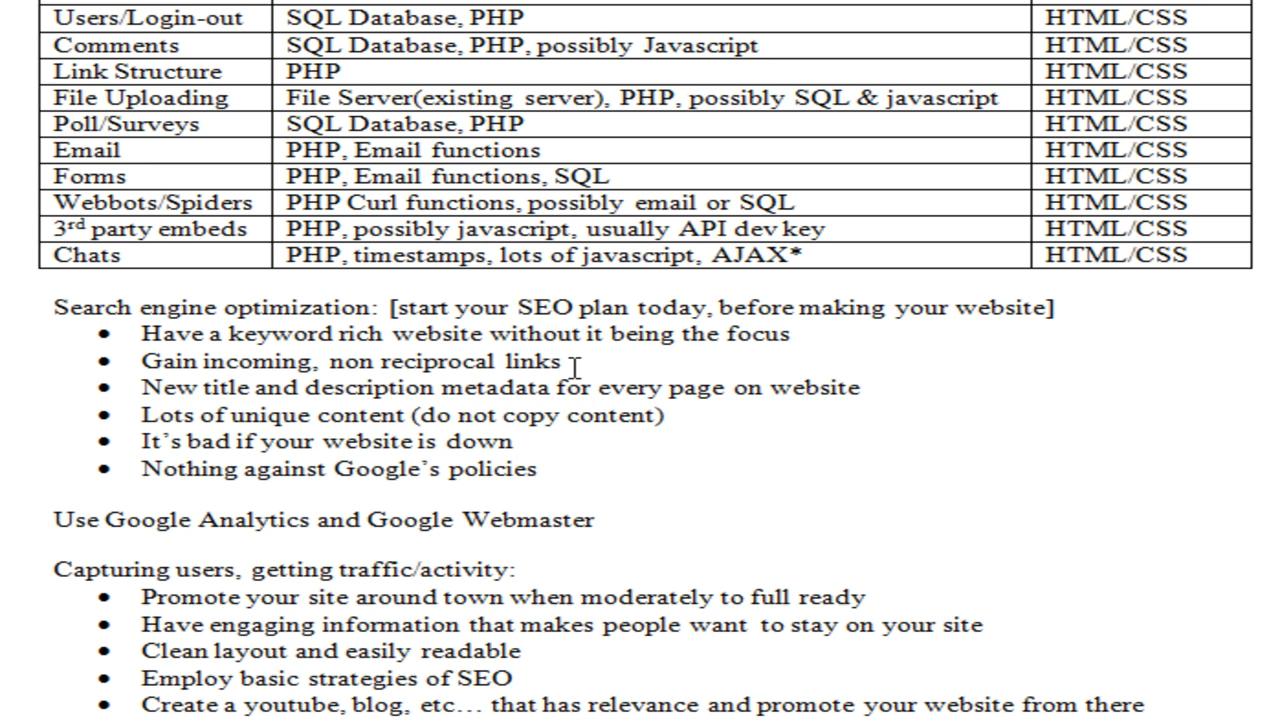 Users/Login-out SQL Database, PHP HTML/CSS
Comments SQL Database, PHP, possibly Javascript HTML/CSS
Link Structure PHP HTML/CSS
File Uploading File Server(existing server), PHP, possibly SQL & javascript HTML/CSS
Poll/Surveys SQL Database, PHP HTML/CSS
Email PHP, Email functions HTML/CSS
Forms PHP, Email functions, SQL HTML/CSS
Webbots/Spiders PHP Curl functions, possibly email or SQL HTML/CSS
3rd party embeds PHP, possibly javascript, usually API dev key HTML/CSS
Chats PHP, timestamps, lots of javascript, AJAX* HTML/CSS
Search engine optimization: [start your SEO plan today, before making your website]
• Have a keyword rich website without it being the focus
• Gain incoming, non reciprocal links
• New title and description metadata for every page on website
• Lots of unique content (do not copy content)
• It's bad if your website is down
• Nothing against Google's policies
Use Google Analytics and Google Webmaster
Capturing users, getting traffic/activity:
• Promote your site around town when moderately to full ready
• Have engaging information that makes people want to stay on your site
• Clean layout and easily readable
• Employ basic strategies of SEO
• Create a youtube, blog, etc... that has relevance and promote your website from there